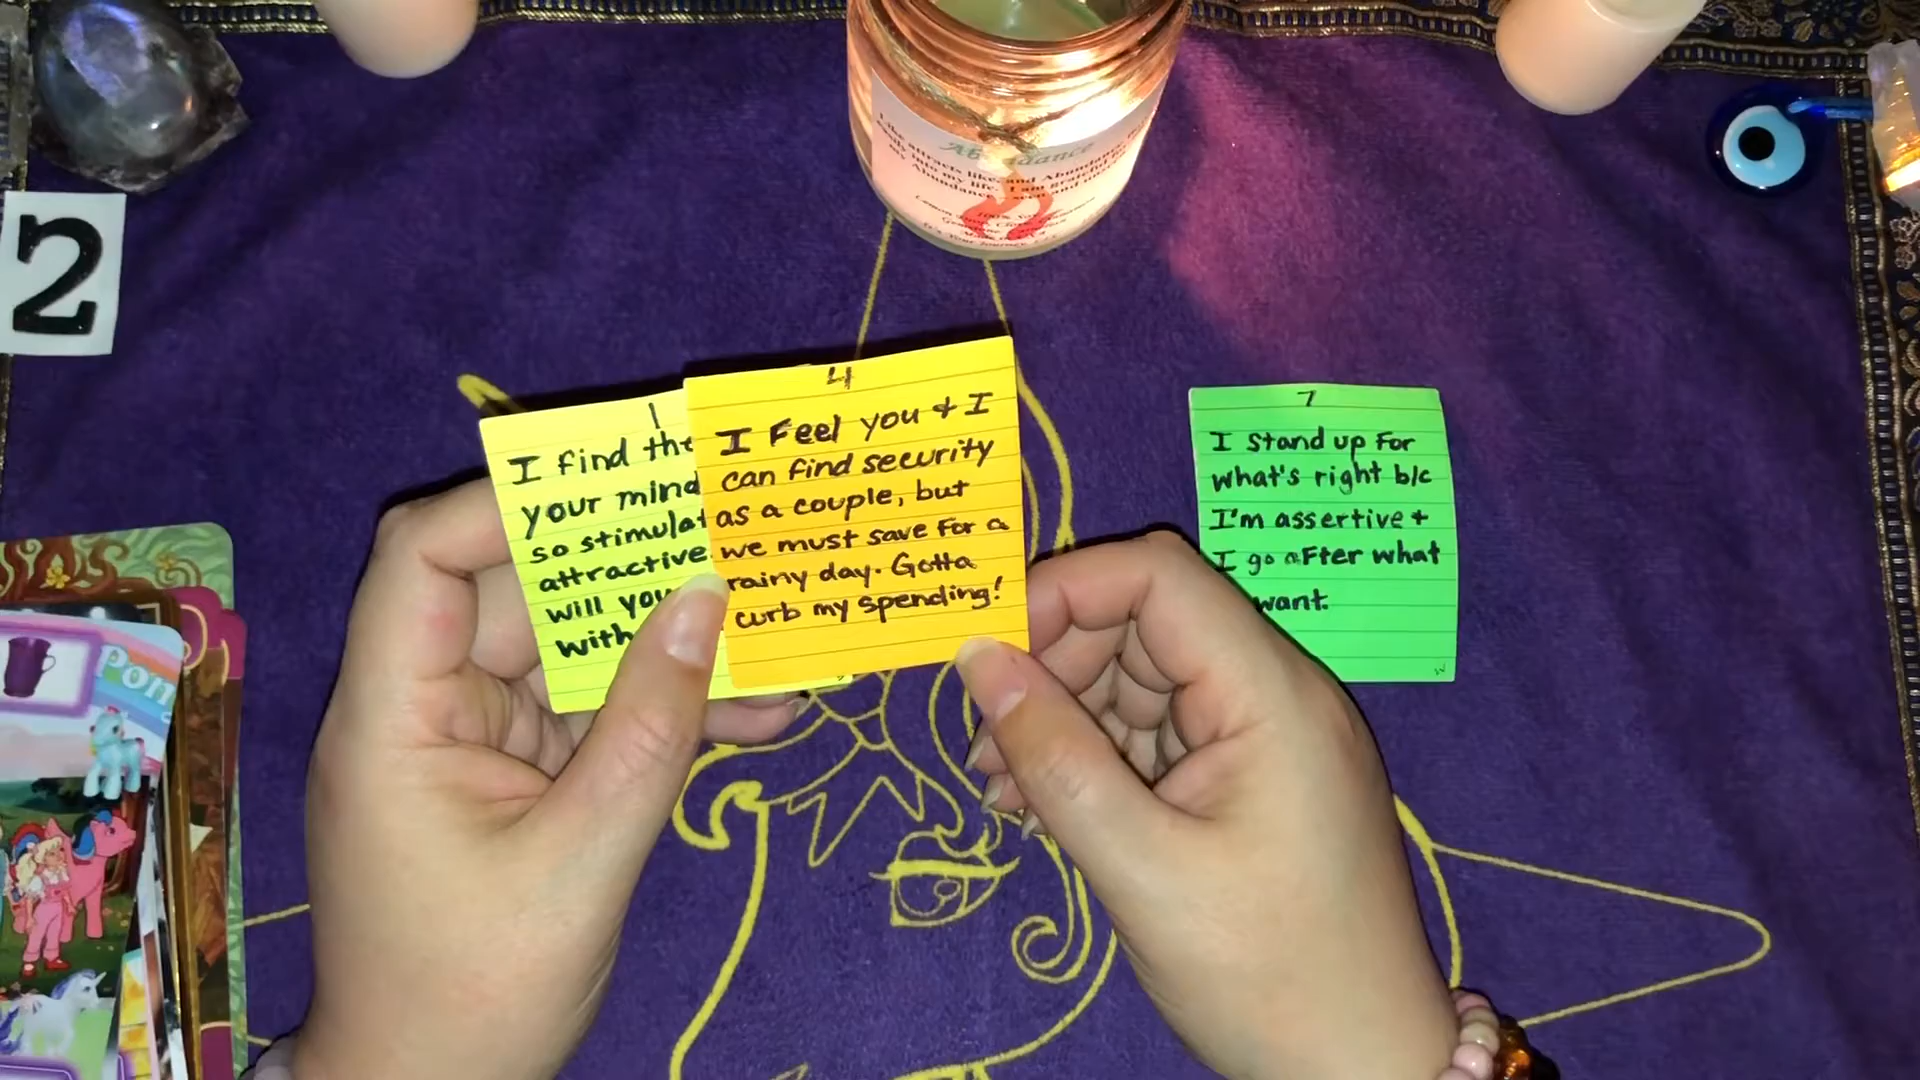 2
Abundance
1
I find the
your mind
so stimulat
attractive.
will you
with
4
I Feel you & I
can find security
as a couple, but
we must save for a
rainy day. Gotta
curb my spending!
7
I stand up for
what's right b/c
I'm assertive +
I go after what
want.